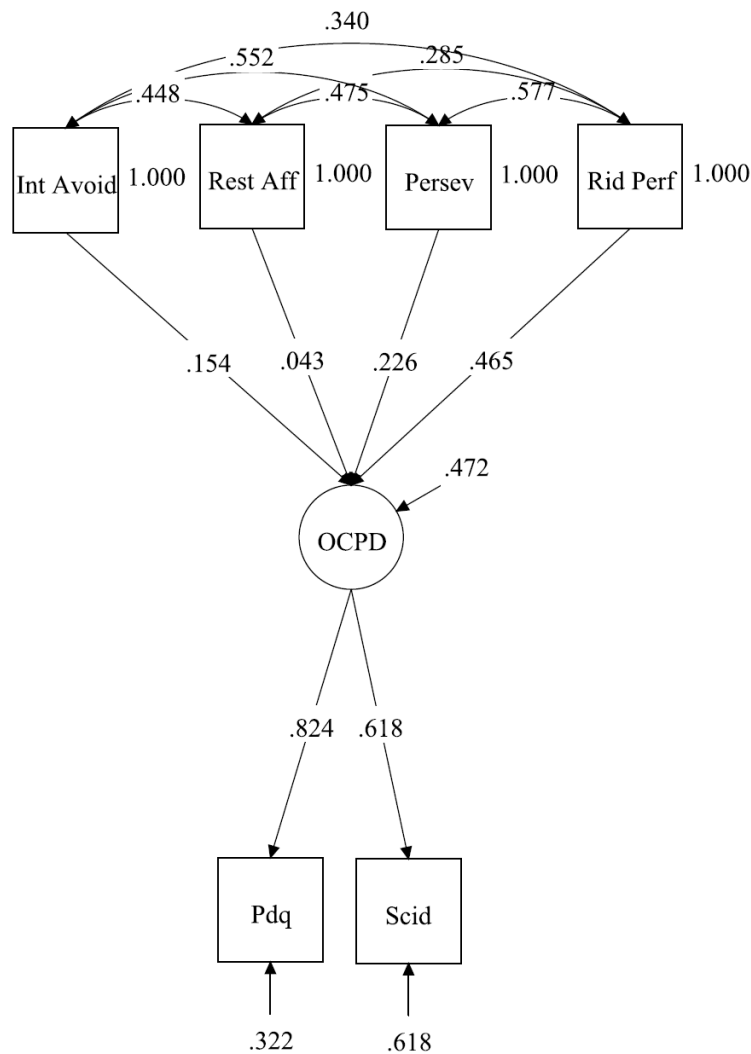 .340
.552 .285
.448 .475 .577
Int Avoid 1.000 Rest Aff 1.000 Persev 1.000 Rid Perf 1.000
.154 .043 .226 .465
.472
OCPD
.824 .618
Pdq Scid
.322 .618